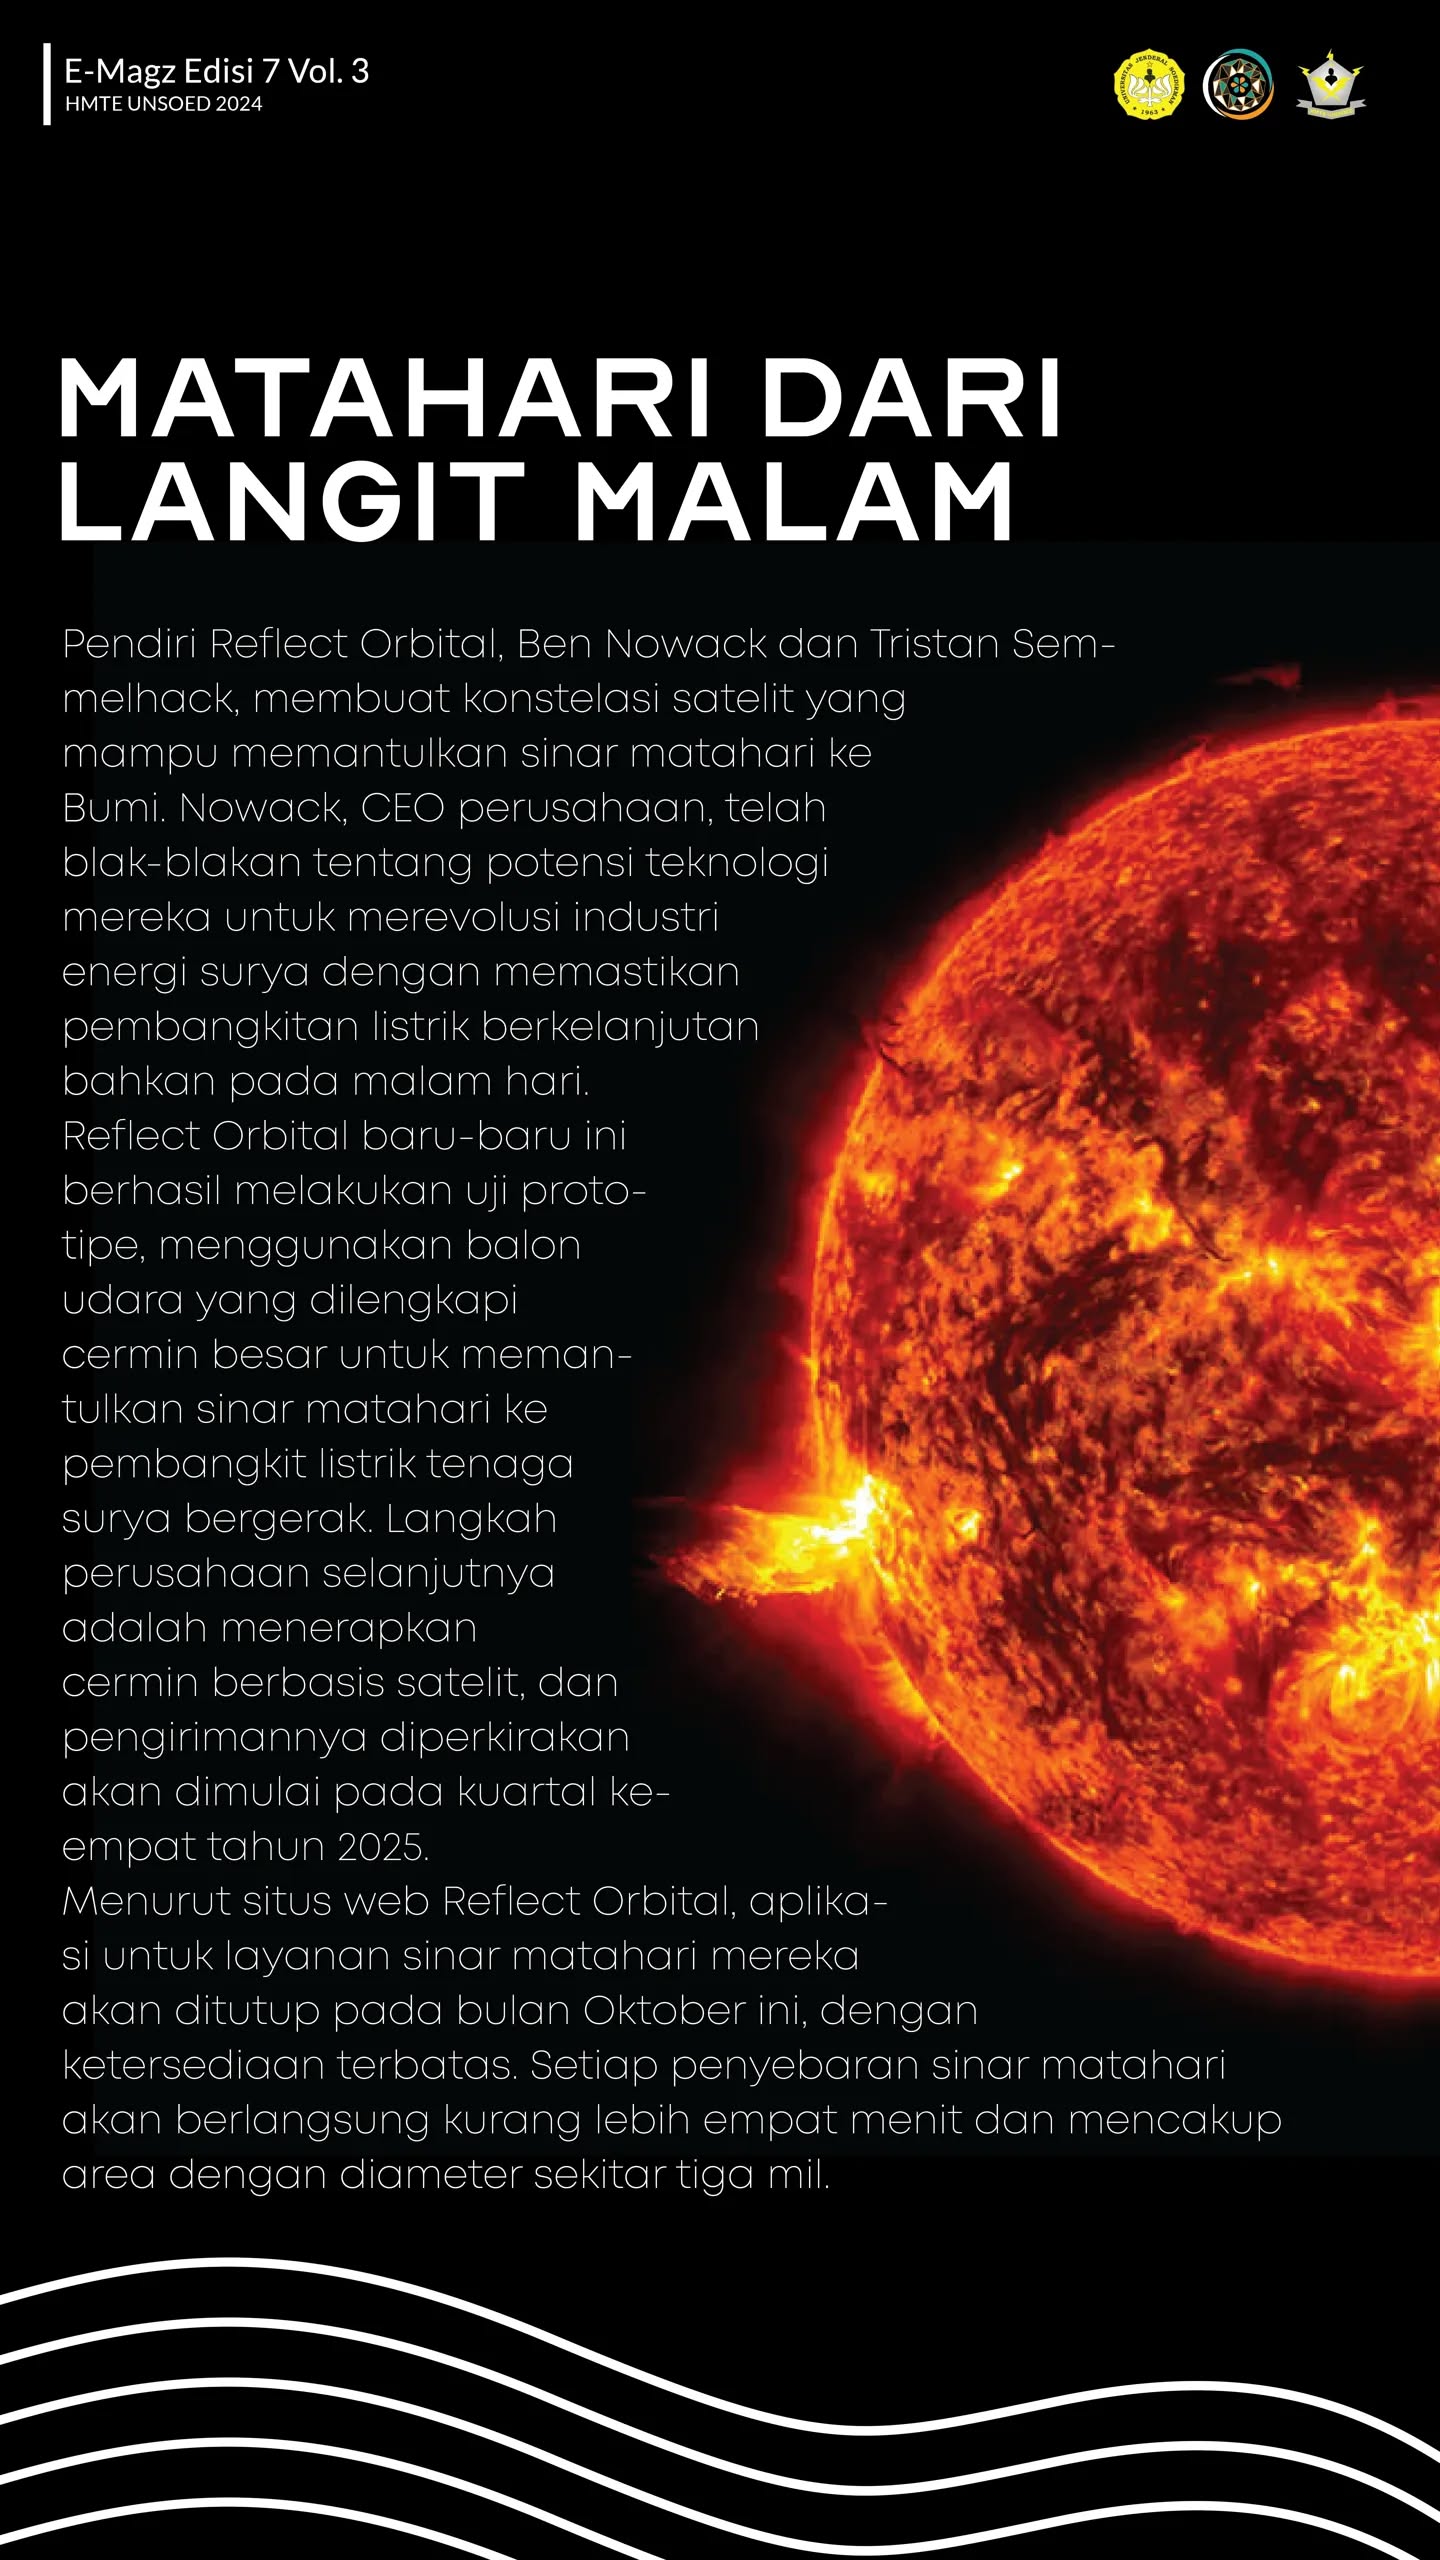 E-Magz Edisi 7 Vol. 3
HMTE UNSOED 2024
UNIVERSITAS JENDERAL SOEDIRMAN
1963
MATAHARI DARI
LANGIT MALAM
Pendiri Reflect Orbital, Ben Nowack dan Tristan Sem-
melhack, membuat konstelasi satelit yang
mampu memantulkan sinar matahari ke
Bumi. Nowack, CEO perusahaan, telah
blak-blakan tentang potensi teknologi
mereka untuk merevolusi industri
energi surya dengan memastikan
pembangkitan listrik berkelanjutan
bahkan pada malam hari.
Reflect Orbital baru-baru ini
berhasil melakukan uji proto-
tipe, menggunakan balon
udara yang dilengkapi
cermin besar untuk meman-
tulkan sinar matahari ke
pembangkit listrik tenaga
surya bergerak. Langkah
perusahaan selanjutnya
adalah menerapkan
cermin berbasis satelit, dan
pengirimannya diperkirakan
akan dimulai pada kuartal ke-
empat tahun 2025.
Menurut situs web Reflect Orbital, aplika-
si untuk layanan sinar matahari mereka
akan ditutup pada bulan Oktober ini, dengan
ketersediaan terbatas. Setiap penyebaran sinar matahari
akan berlangsung kurang lebih empat menit dan mencakup
area dengan diameter sekitar tiga mil.